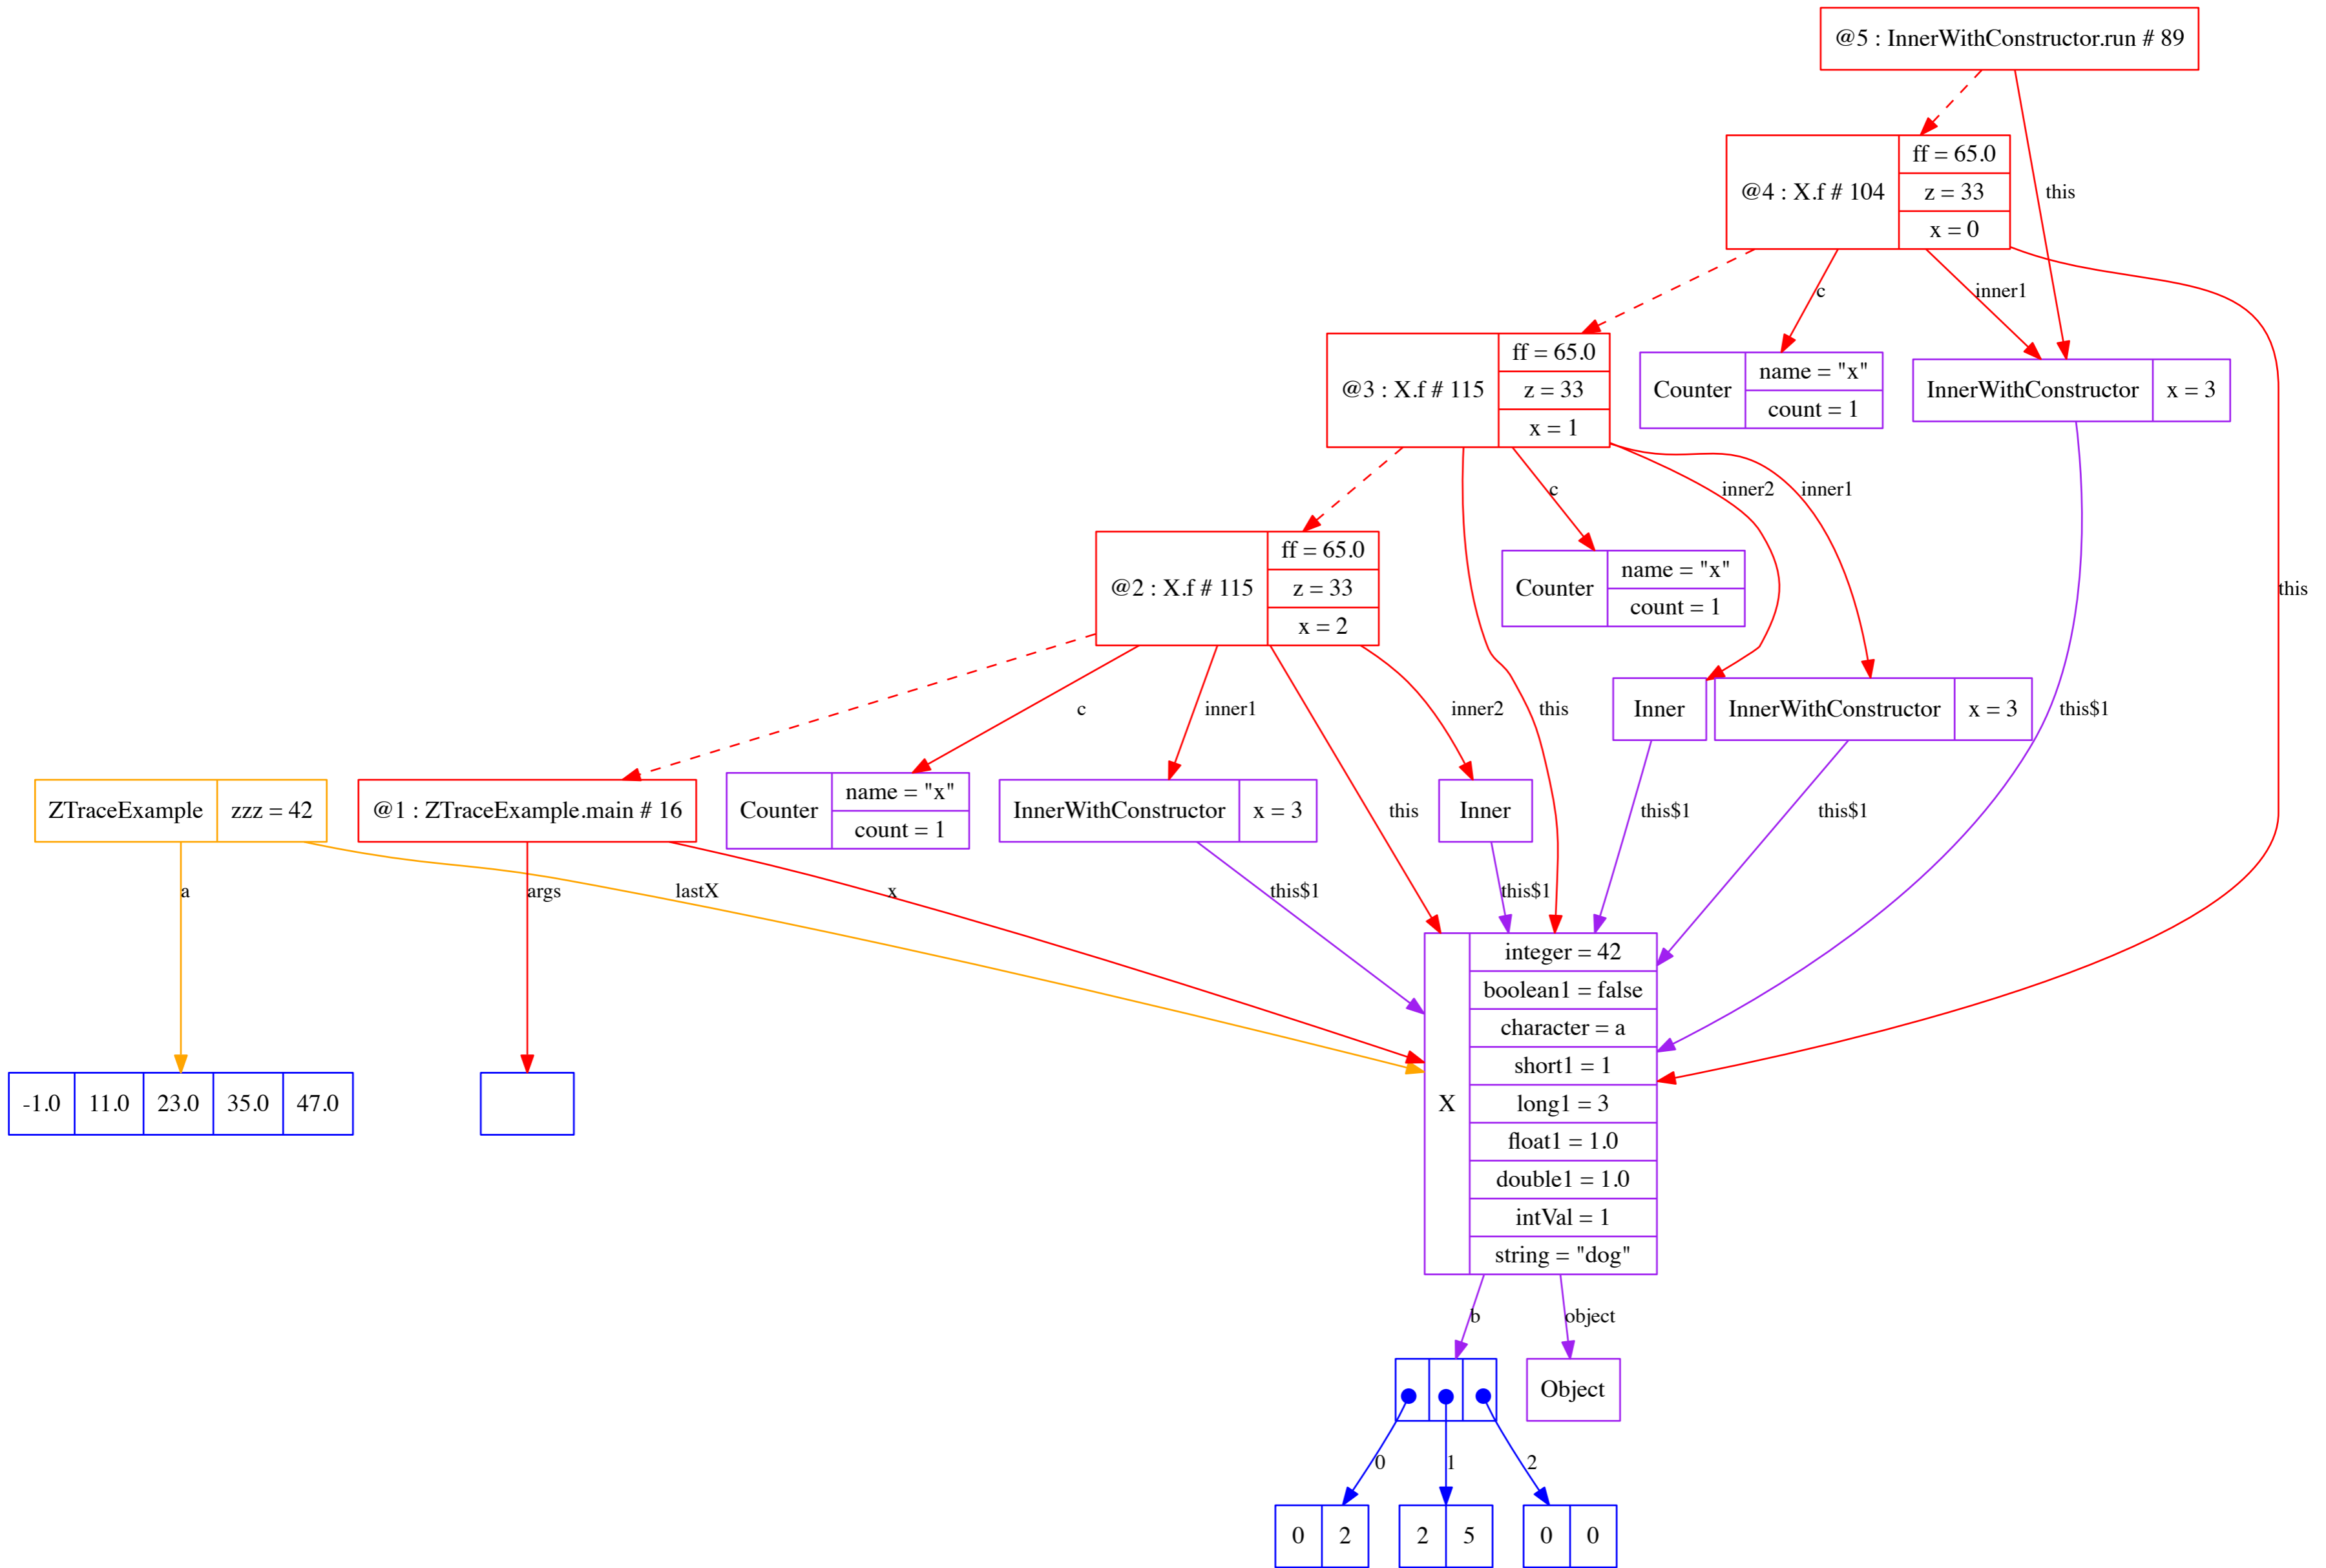 @5 : InnerWithConstructor.run # 89
@4 : X.f # 104
ff = 65.0
z = 33
x = 0
this
c
inner1
@3 : X.f # 115
ff = 65.0
z = 33
x = 1
Counter
name = "x"
count = 1
InnerWithConstructor
x = 3
c
inner2
inner1
@2 : X.f # 115
ff = 65.0
z = 33
x = 2
Counter
name = "x"
count = 1
this
c
inner1
inner2
this
Inner
InnerWithConstructor
x = 3
this$1
ZTraceExample
zzz = 42
@1 : ZTraceExample.main # 16
Counter
name = "x"
count = 1
InnerWithConstructor
x = 3
this
Inner
this$1
this$1
a
args
lastX
x
this$1
this$1
-1.0
11.0
23.0
35.0
47.0
X
integer = 42
boolean1 = false
character = a
short1 = 1
long1 = 3
float1 = 1.0
double1 = 1.0
intVal = 1
string = "dog"
b
object
Object
0
1
2
0
2
2
5
0
0